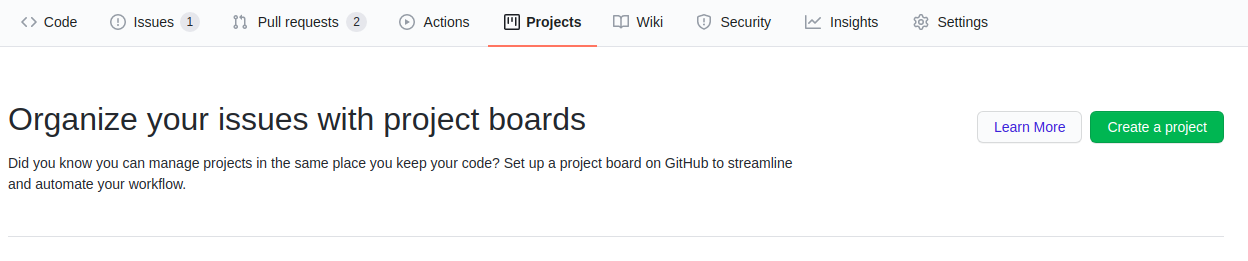 Code Issues 1 Pull requests 2 Actions Projects Wiki Security Insights Settings
Organize your issues with project boards
Learn More Create a project
Did you know you can manage projects in the same place you keep your code? Set up a project board on GitHub to streamline
and automate your workflow.